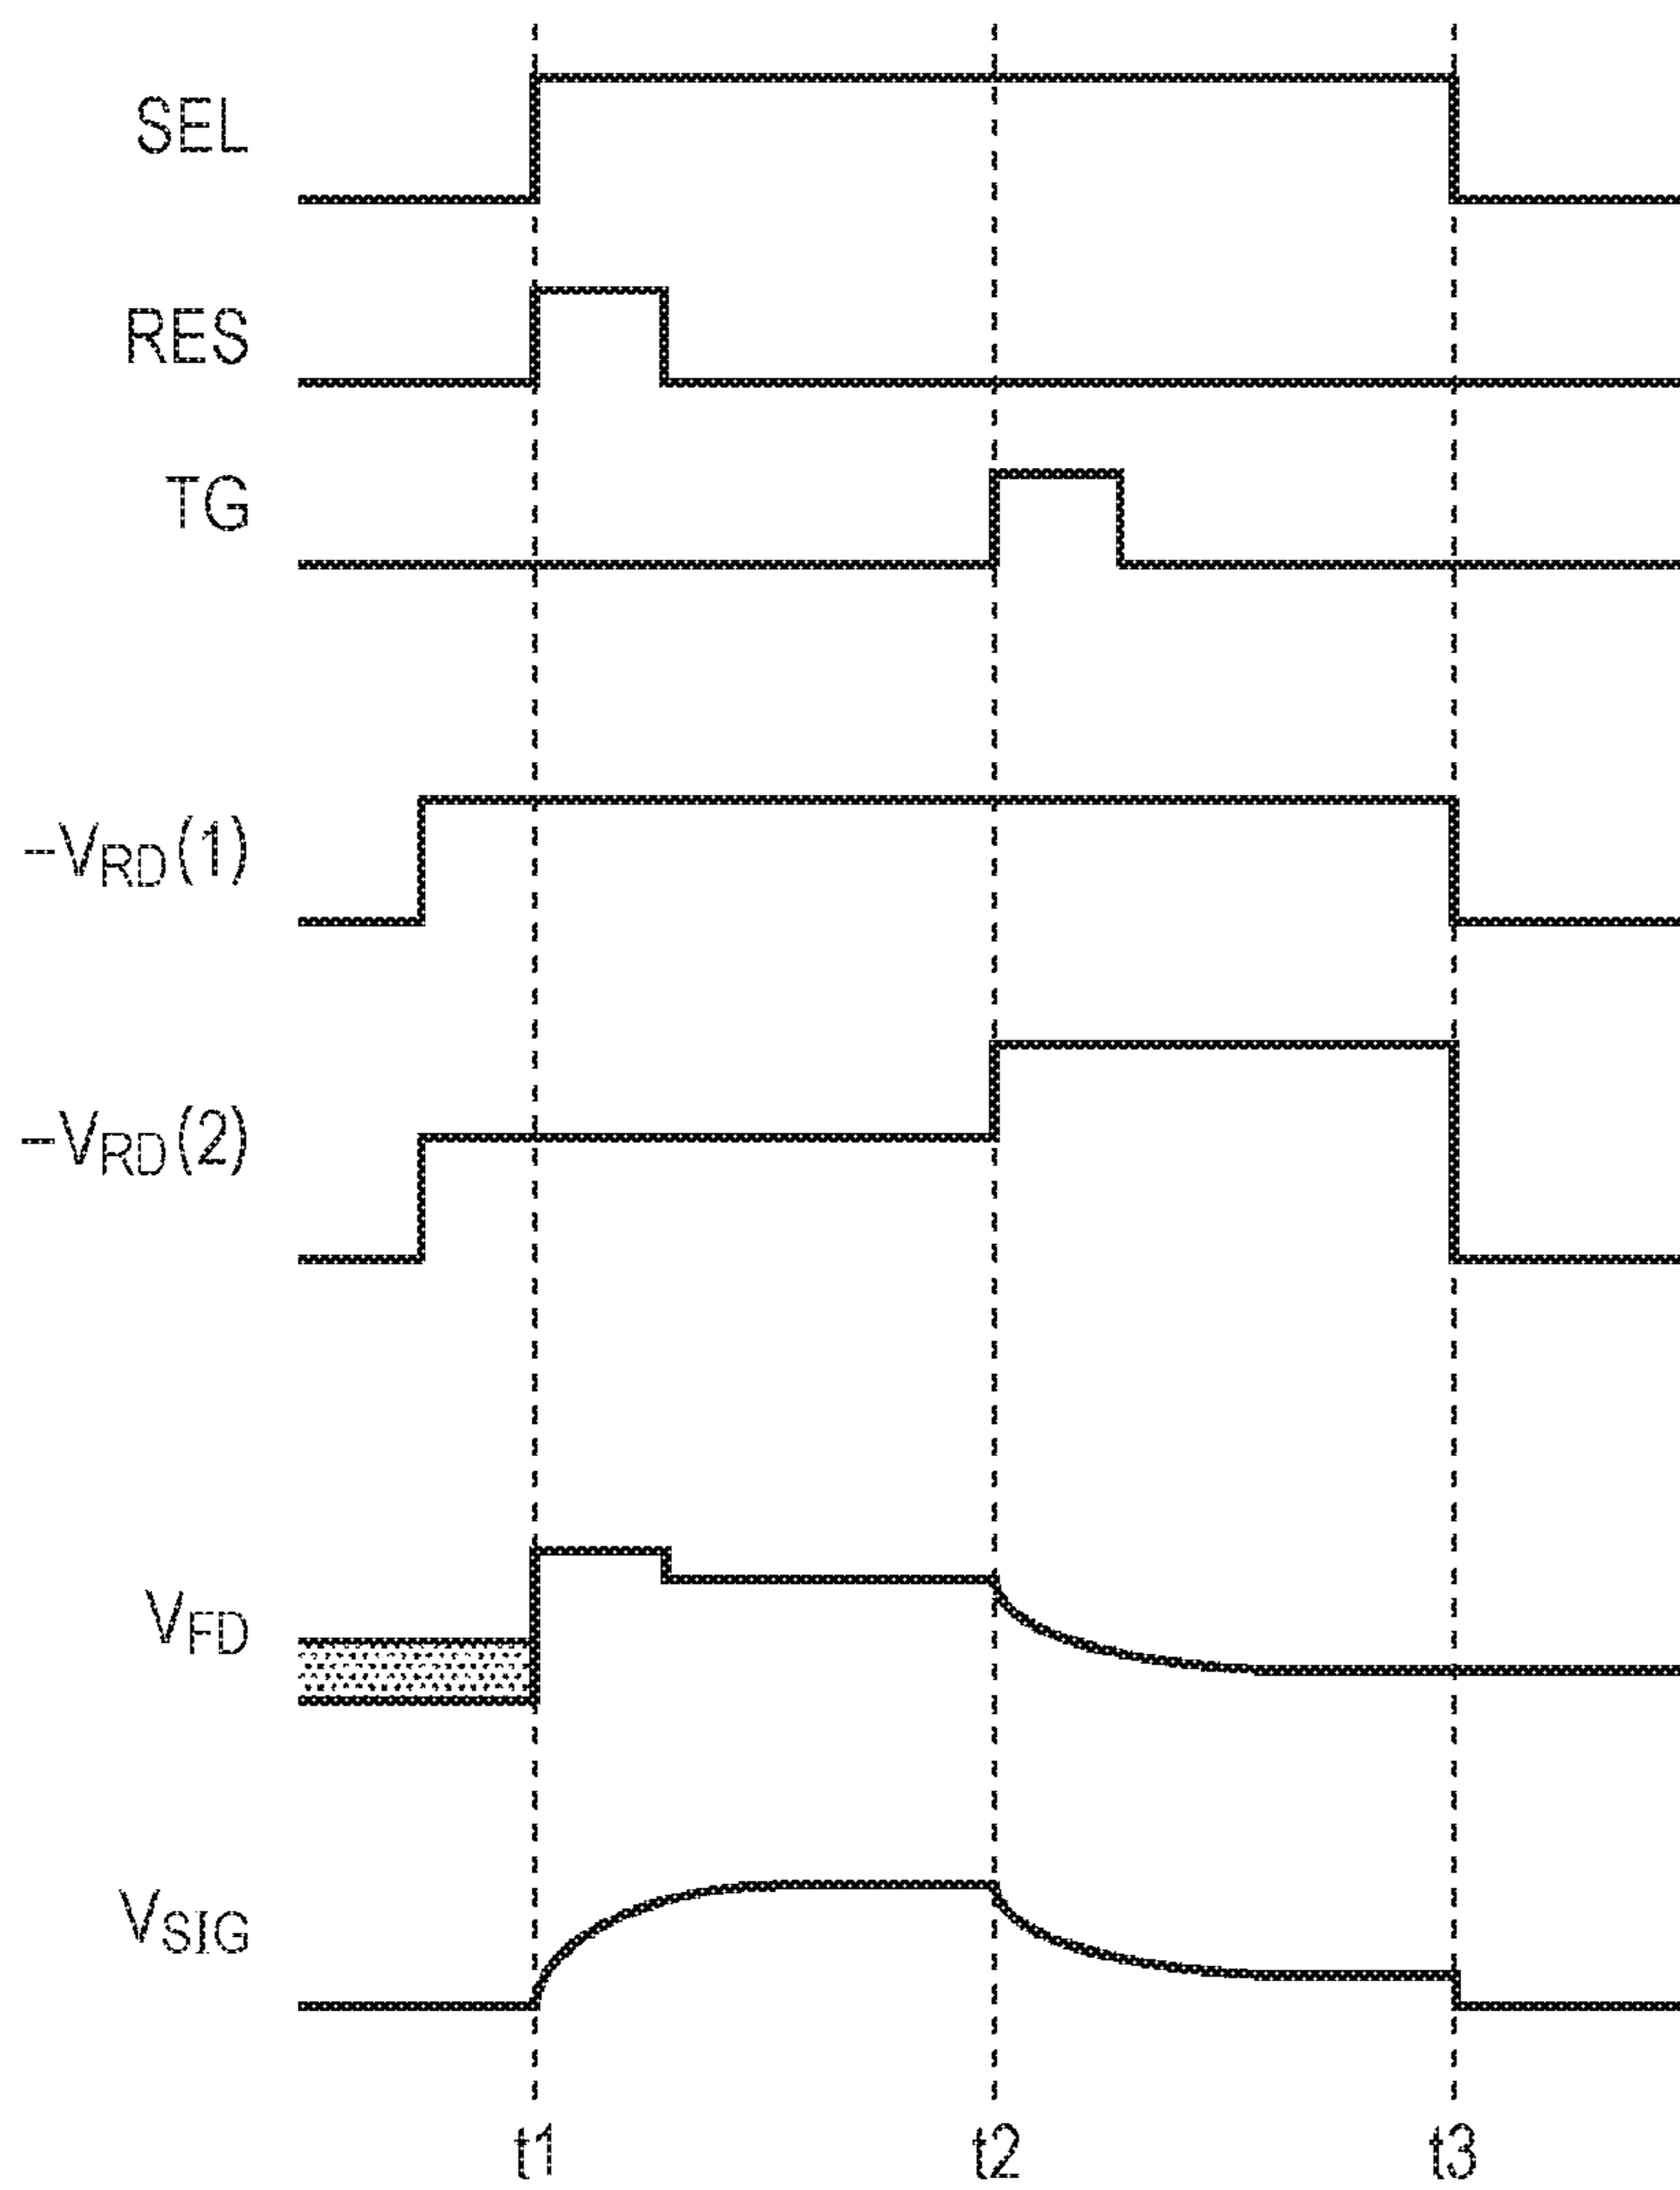 SEL
RES
TG
-VRD(1)
-VRD(2)
VFD
VSIG
t1 t2 t3